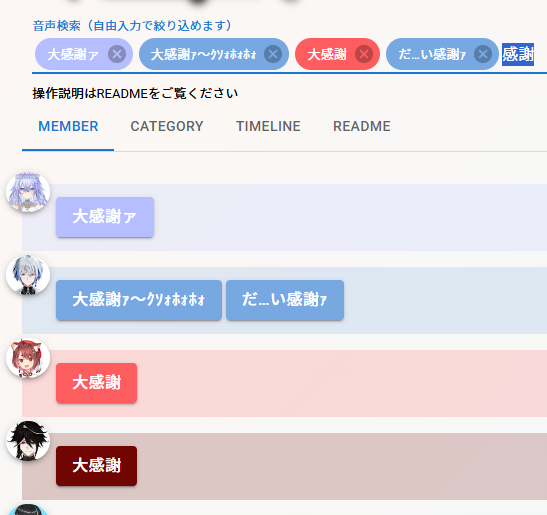 音声検索（自由入力で絞り込めます）
大感謝ァ 大感謝ｧ〜ｸｿｫﾎｫﾎｫ 大感謝 だ…い感謝ｧ 感謝
操作説明はREADMEをご覧ください
MEMBER CATEGORY TIMELINE README
大感謝ァ
大感謝ｧ〜ｸｿｫﾎｫﾎｫ だ…い感謝ｧ
大感謝
大感謝